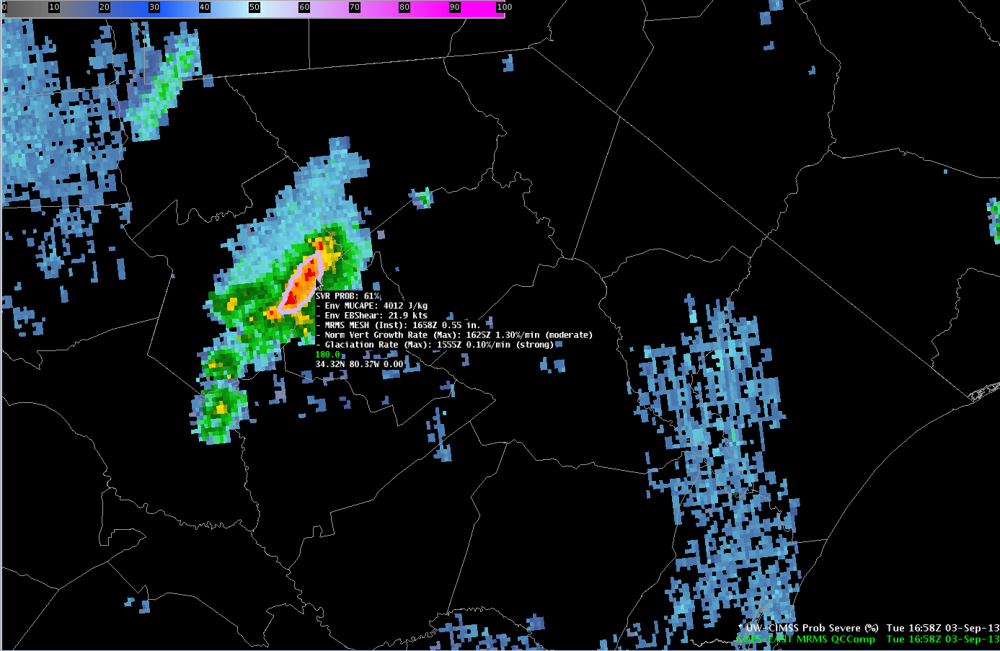 0 10 20 30 40 50 60 70 80 90 100
SVR PROB: 61%
- Env MUCAPE: 4012 J/kg
- Env EBShear: 21.9 kts
- MRMS MESH (Inst): 1658Z 0.55 in.
- Norm Vert Growth Rate (Max): 1625Z 1.30%/min (moderate)
- Glaciation Rate (Max): 1555Z 0.10%/min (strong)
180.0
34.32N 80.37W 0.00
* UW-CIMSS Prob Severe (%) Tue 16:58Z 03-Sep-13
GOES-EAST MRMS QCComp Tue 16:58Z 03-Sep-13